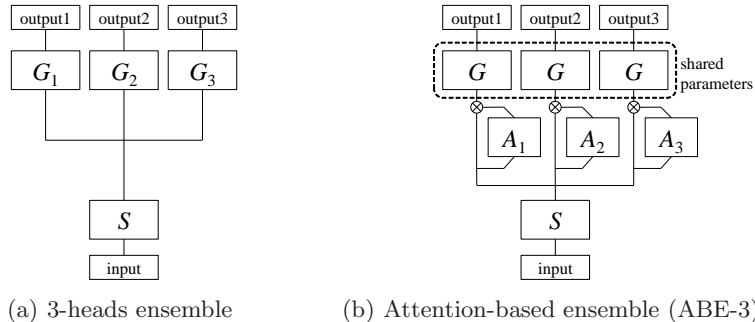 output1 output2 output3
G1 G2 G3
S
input
(a) 3-heads ensemble
output1 output2 output3
G G G
shared
parameters
A1 A2 A3
S
input
(b) Attention-based ensemble (ABE-3)